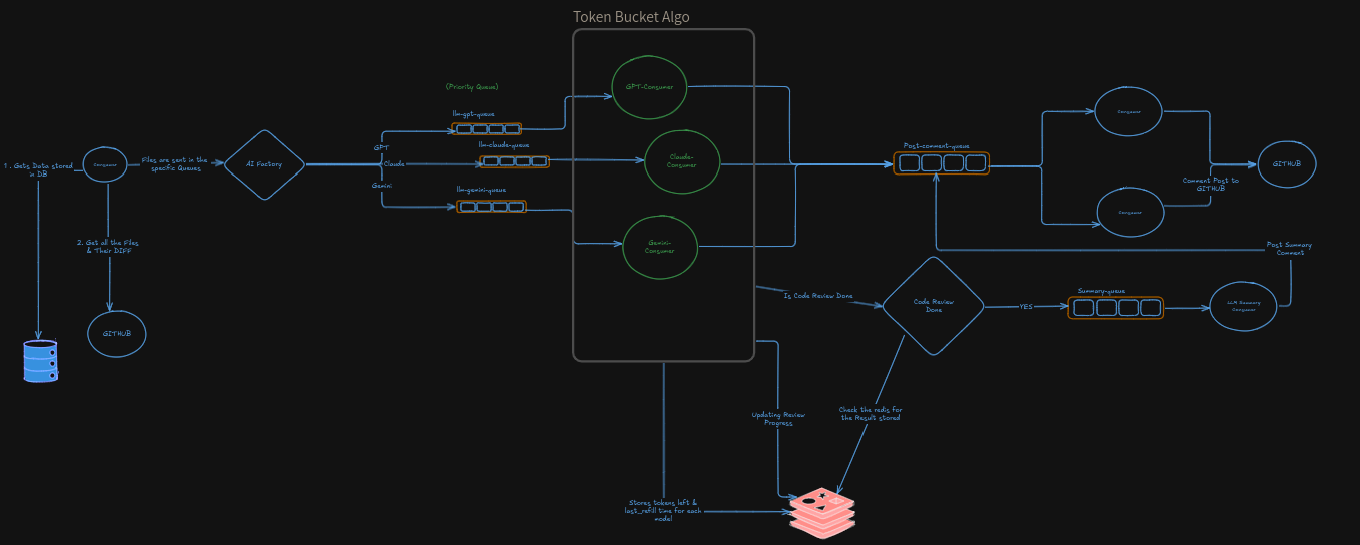 Token Bucket Algo
(Priority Queue)
GPT-Consumer
llm-gpt-queue
1. Gets Data stored
in DB
Consumer
Files are sent in the
specific Queues
AI Factory
GPT
Claude
Gemini
llm-claude-queue
llm-gemini-queue
Claude-
Consumer
Gemini-
Consumer
Post-comment-queue
Consumer
Consumer
GITHUB
Comment Post to
GITHUB
2. Get all the Files
& Their DIFF
GITHUB
Post Summary
Comment
Is Code Review Done
Code Review
Done
YES
Summary-queue
LLM Summary
Consumer
Updating Review
Progress
Check the redis for
the Result stored
Stores tokens left &
last_refill time for each
model